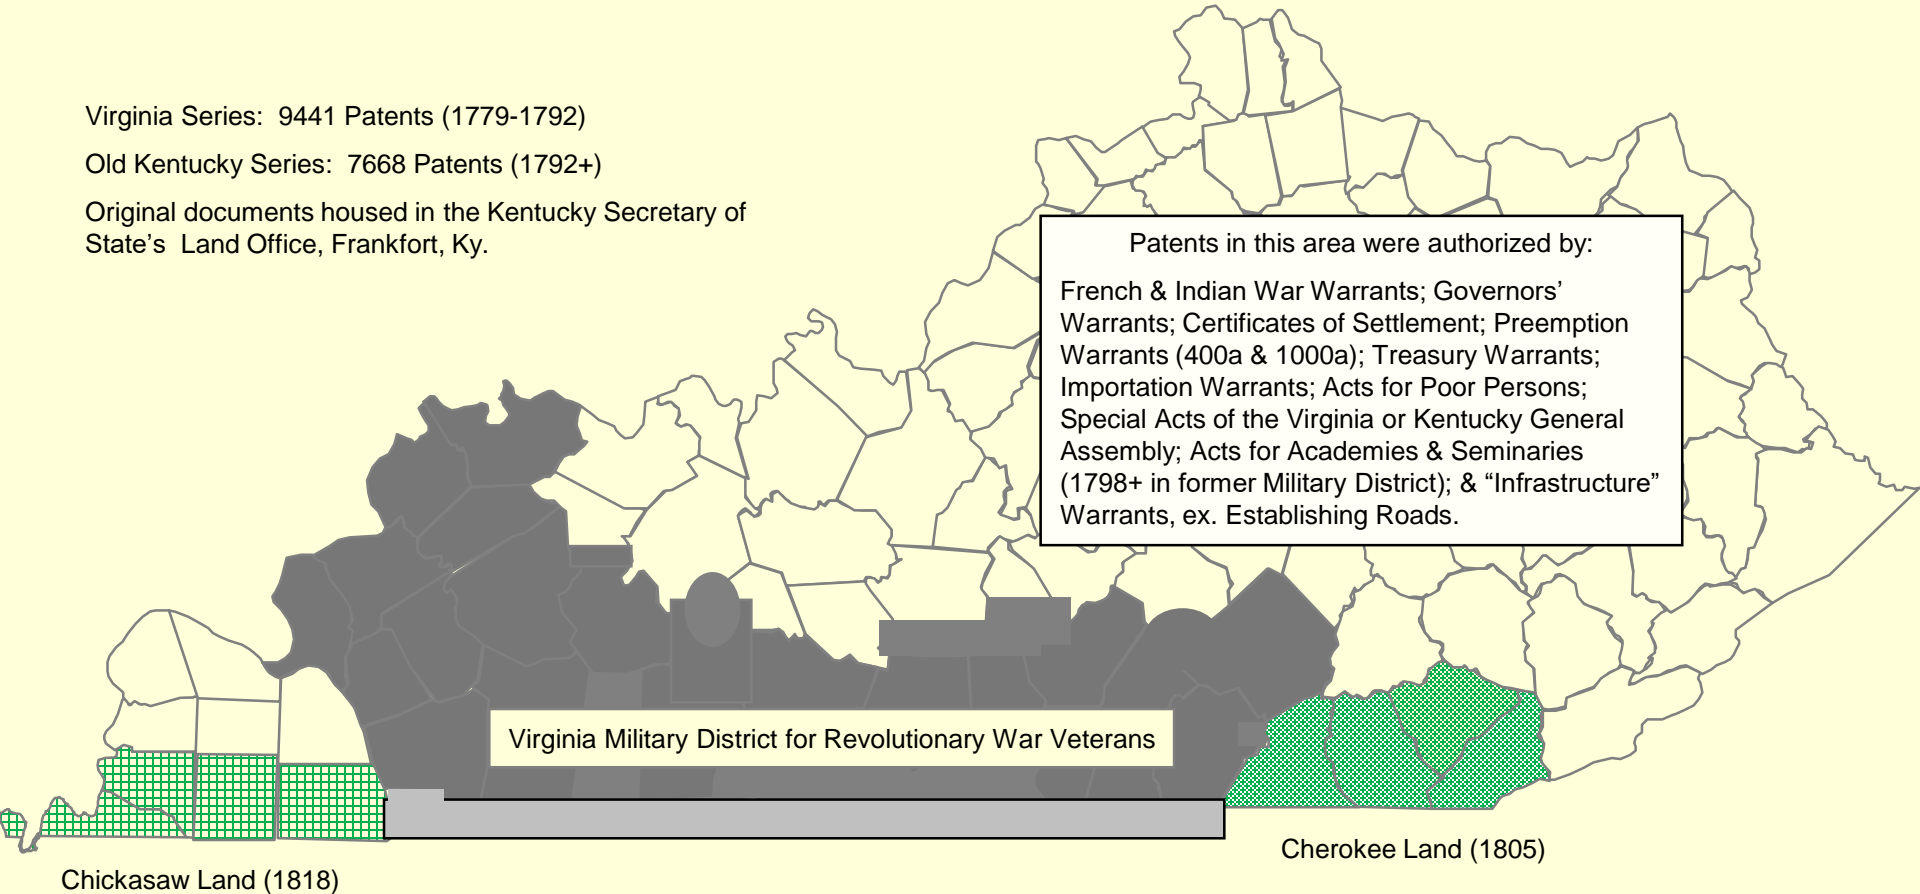 Virginia Series:  9441 Patents (1779-1792)
Old Kentucky Series:  7668 Patents (1792+)
Original documents housed in the Kentucky Secretary of
State’s  Land Office, Frankfort, Ky.
Patents in this area were authorized by:
French & Indian War Warrants; Governors’
Warrants; Certificates of Settlement; Preemption
Warrants (400a & 1000a); Treasury Warrants;
Importation Warrants; Acts for Poor Persons;
Special Acts of the Virginia or Kentucky General
Assembly; Acts for Academies & Seminaries
(1798+ in former Military District); & “Infrastructure”
Warrants, ex. Establishing Roads.
Virginia Military District for Revolutionary War Veterans
Cherokee Land (1805)
Chickasaw Land (1818)